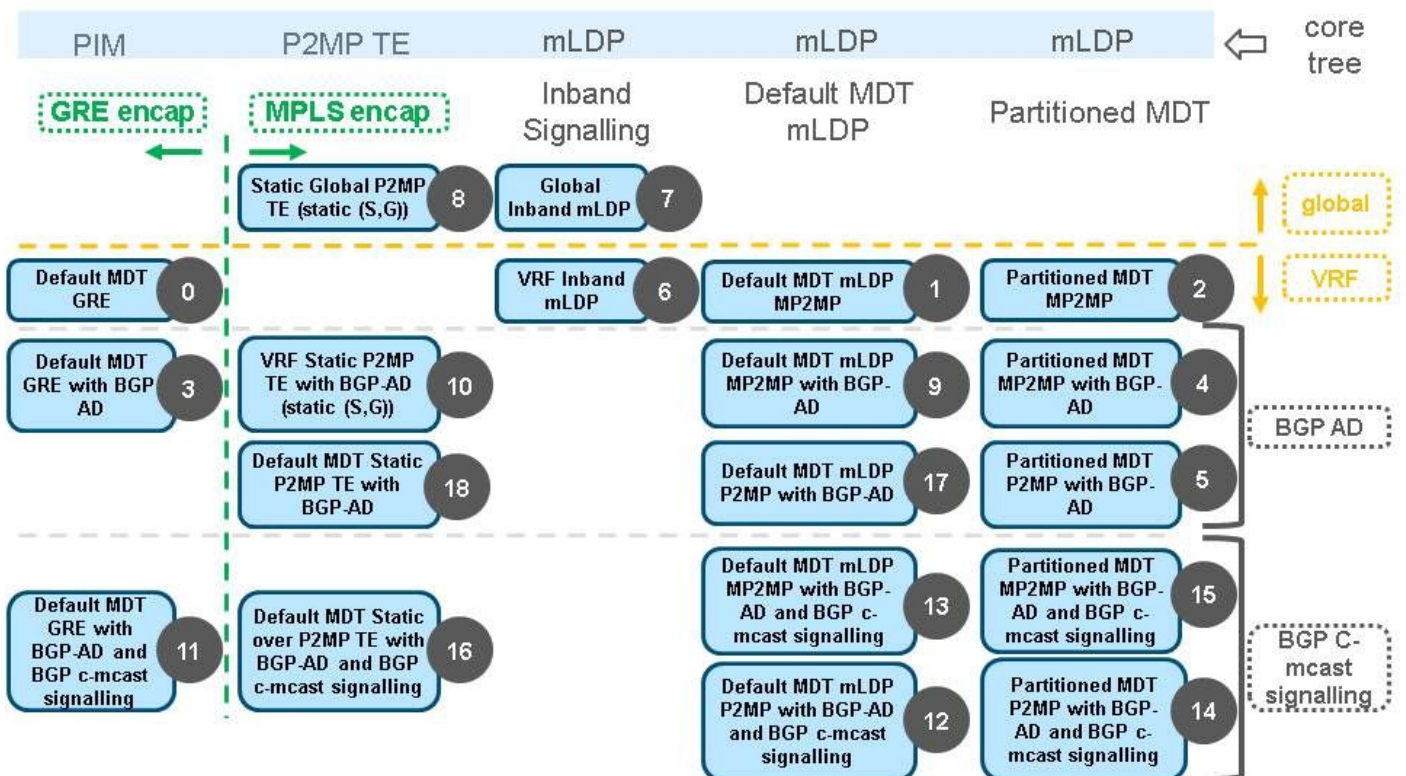 PIM
P2MP TE
mLDP
mLDP
mLDP
core
tree
GRE encap
MPLS encap
Inband
Signalling
Default MDT
mLDP
Partitioned MDT
Static Global P2MP
TE (static (S,G))
8
Global
Inband mLDP
7
global
Default MDT
GRE
0
VRF Inband
mLDP
6
Default MDT mLDP
MP2MP
1
Partitioned MDT
MP2MP
2
VRF
Default MDT
GRE with BGP
AD
3
VRF Static P2MP
TE with BGP-AD
(static (S,G))
10
Default MDT mLDP
MP2MP with BGP-
AD
9
Partitioned MDT
MP2MP with BGP-
AD
4
BGP AD
Default MDT Static
P2MP TE with
BGP-AD
18
Default MDT mLDP
P2MP with BGP-AD
17
Partitioned MDT
P2MP with BGP-
AD
5
Default MDT
GRE with
BGP-AD and
BGP c-mcast
signalling
11
Default MDT Static
over P2MP TE with
BGP-AD and BGP
c-mcast signalling
16
Default MDT mLDP
MP2MP with BGP-
AD and BGP c-
mcast signalling
13
Partitioned MDT
MP2MP with BGP-
AD and BGP c-
mcast signalling
15
BGP C-
mcast
signalling
Default MDT mLDP
P2MP with BGP-AD
and BGP c-mcast
signalling
12
Partitioned MDT
P2MP with BGP-
AD and BGP c-
mcast signalling
14